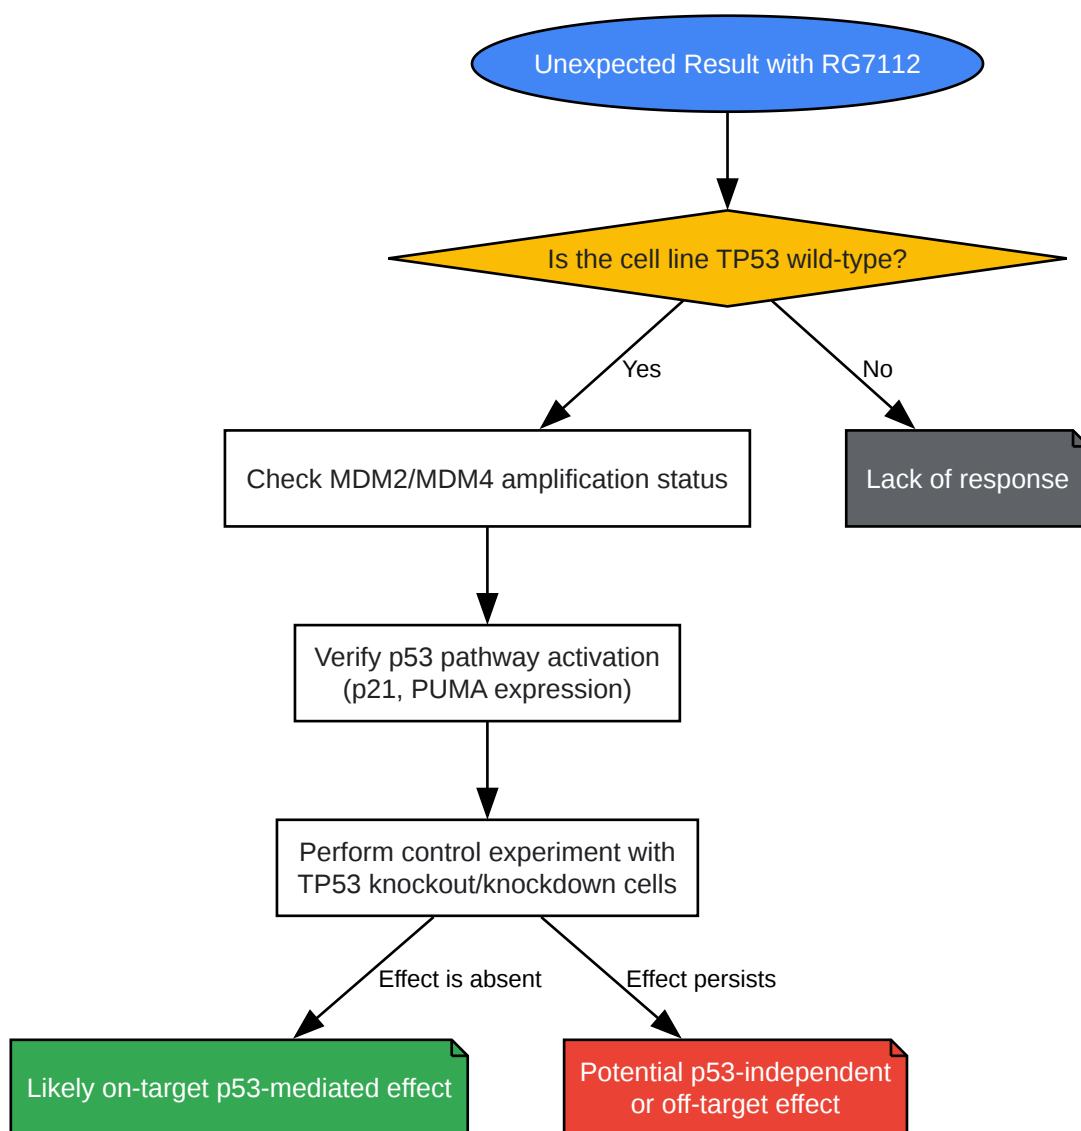 Unexpected Result with RG7112
Is the cell line TP53 wild-type?
Yes
No
Check MDM2/MDM4 amplification status
Lack of response
Verify p53 pathway activation
(p21, PUMA expression)
Perform control experiment with
TP53 knockout/knockdown cells
Effect is absent
Effect persists
Likely on-target p53-mediated effect
Potential p53-independent
or off-target effect